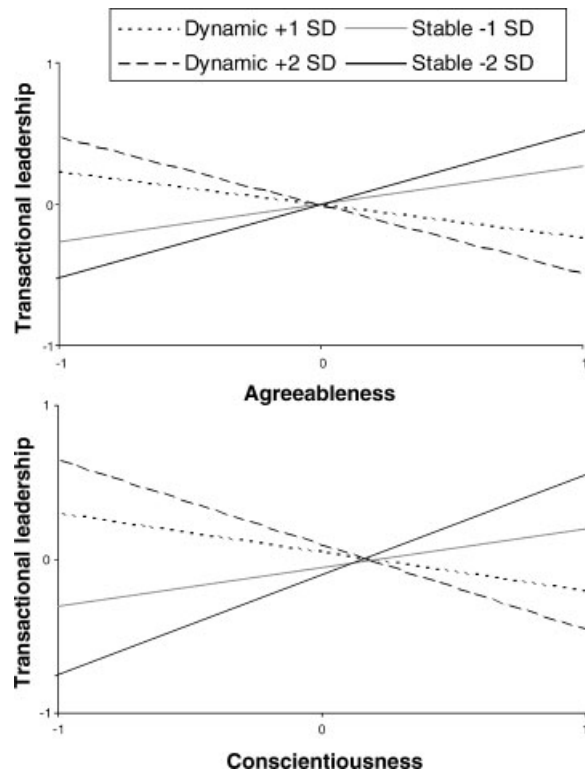 Dynamic +1 SD Stable -1 SD
Dynamic +2 SD Stable -2 SD
1
0
-1
Transactional leadership
-1 0 1
Agreeableness
1
0
-1
Transactional leadership
-1 0 1
Conscientiousness